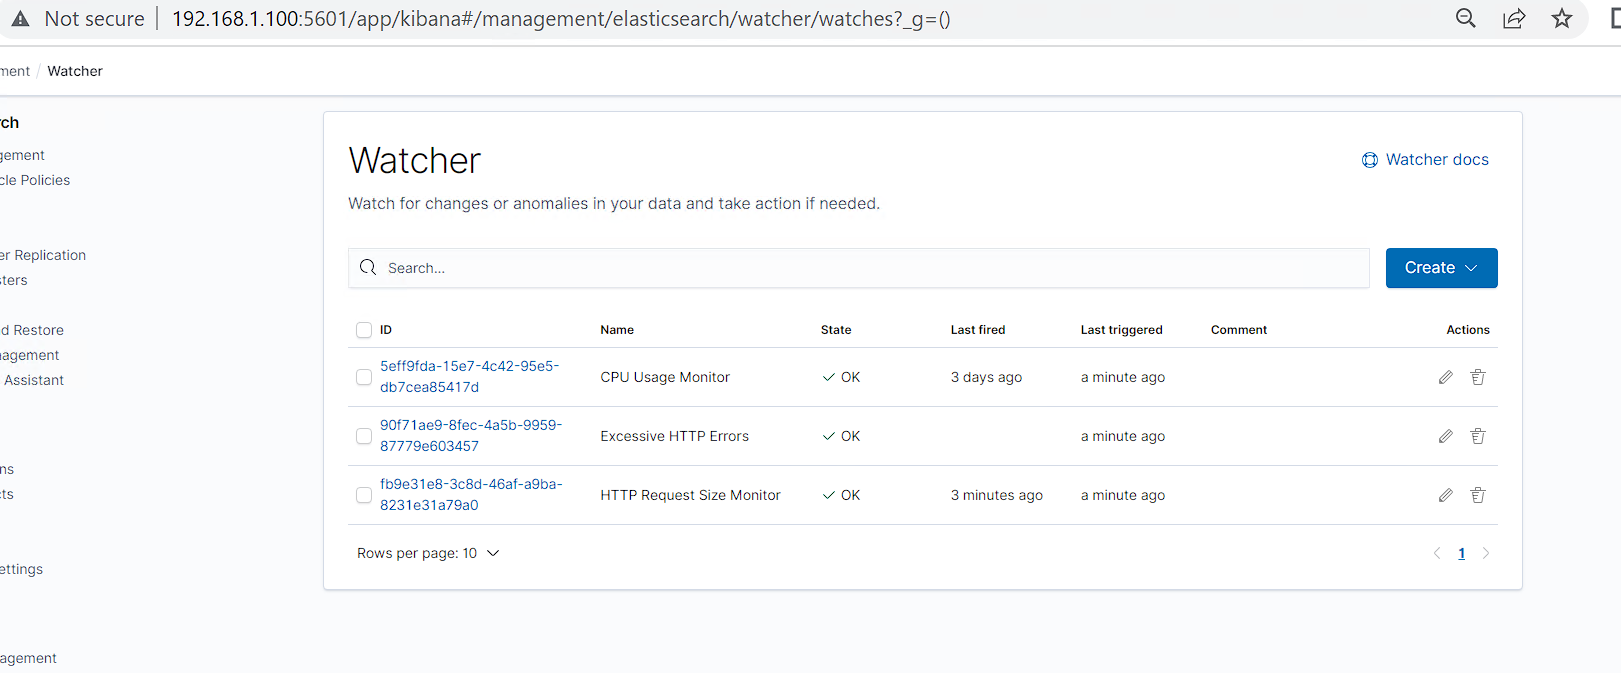 Not secure 192.168.1.100:5601/app/kibana#/management/elasticsearch/watcher/watches?_g=()
ment / Watcher
rch
gement
cle Policies
er Replication
ters
d Restore
agement
Assistant
ns
ts
ettings
agement
Watcher
Watcher docs
Watch for changes or anomalies in your data and take action if needed.
Search...
Create
ID Name State Last fired Last triggered Comment Actions
5eff9fda-15e7-4c42-95e5-
db7cea85417d
CPU Usage Monitor OK 3 days ago a minute ago
90f71ae9-8fec-4a5b-9959-
87779e603457
Excessive HTTP Errors OK a minute ago
fb9e31e8-3c8d-46af-a9ba-
8231e31a79a0
HTTP Request Size Monitor OK 3 minutes ago a minute ago
Rows per page: 10
1